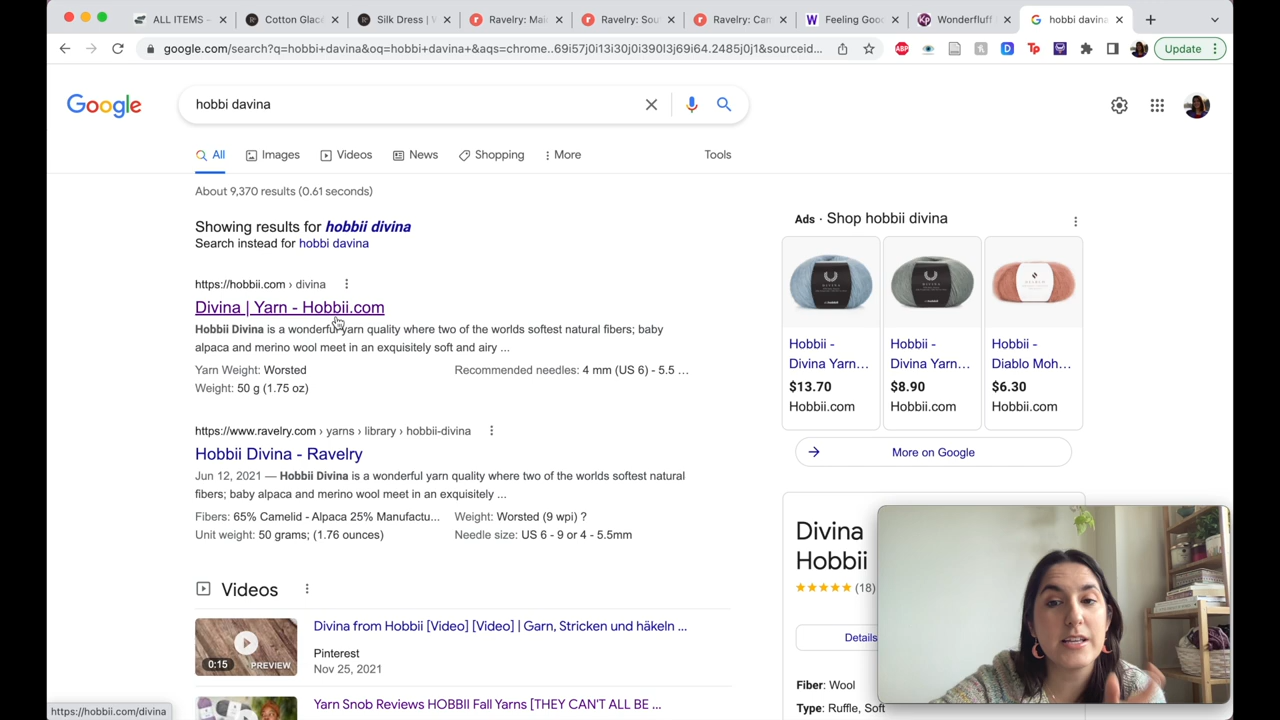 ALL ITEMS –
Cotton Glacé
Silk Dress | W
Ravelry: Mai
Ravelry: Sou
Ravelry: Can
Feeling Good
Wonderfluff
hobbi davina
google.com/search?q=hobbi+davina&oq=hobbi+davina+&aqs=chrome..69i57j0i13i30j0i390l3j69i64.2485j0j1&sourceid...
Update
Google
hobbi davina
All
Images
Videos
News
Shopping
More
Tools
About 9,370 results (0.61 seconds)
Showing results for hobbii divina
Search instead for hobbi davina
https://hobbii.com › divina
Divina | Yarn - Hobbii.com
Hobbii Divina is a wonderful yarn quality where two of the worlds softest natural fibers; baby
alpaca and merino wool meet in an exquisitely soft and airy ...
Yarn Weight: Worsted
Recommended needles: 4 mm (US 6) - 5.5 ...
Weight: 50 g (1.75 oz)
https://www.ravelry.com › yarns › library › hobbii-divina
Hobbii Divina - Ravelry
Jun 12, 2021 — Hobbii Divina is a wonderful yarn quality where two of the worlds softest natural
fibers; baby alpaca and merino wool meet in an exquisitely ...
Fibers: 65% Camelid - Alpaca 25% Manufactu...
Weight: Worsted (9 wpi) ?
Unit weight: 50 grams; (1.76 ounces)
Needle size: US 6 - 9 or 4 - 5.5mm
Videos
0:15
PREVIEW
Divina from Hobbii [Video] [Video] | Garn, Stricken und häkeln ...
Pinterest
Nov 25, 2021
Yarn Snob Reviews HOBBII Fall Yarns [THEY CAN'T ALL BE ...
Ads · Shop hobbii divina
Hobbii -
Divina Yarn...
$13.70
Hobbii.com
Hobbii -
Divina Yarn...
$8.90
Hobbii.com
Hobbii -
Diablo Moh...
$6.30
Hobbii.com
More on Google
Divina
Hobbii
(18)
Details
Fiber: Wool
Type: Ruffle, Soft
https://hobbii.com/divina